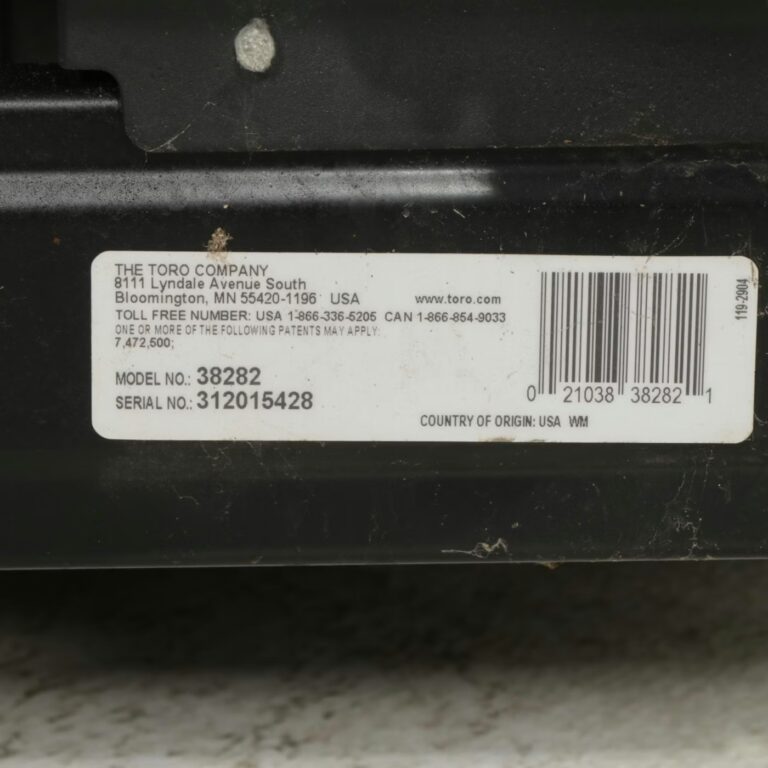 THE TORO COMPANY
8111 Lyndale Avenue South
Bloomington, MN 55420-1196 USA www.toro.com
TOLL FREE NUMBER: USA 1-866-336-5205 CAN 1-866-854-9033
ONE OR MORE OF THE FOLLOWING PATENTS MAY APPLY:
7,472,500;
MODEL NO.: 38282
SERIAL NO.: 312015428
COUNTRY OF ORIGIN: USA WM
0 21038 38282 1
119-2904